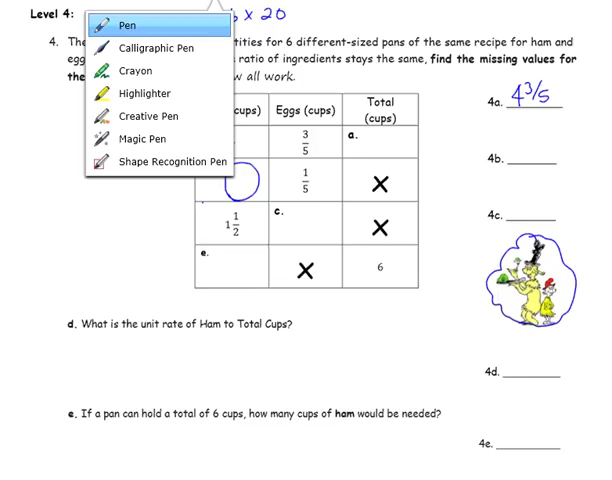 Level 4:
x 20
Pen
Calligraphic Pen
Crayon
Highlighter
Creative Pen
Magic Pen
Shape Recognition Pen
4. The tities for 6 different-sized pans of the same recipe for ham and
egg ratio of ingredients stays the same, find the missing values for
the w all work.
cups) Eggs (cups) Total (cups)
3/5 a.
1/5 X
1 1/2 c. X
e. X 6
4a. 4 3/5
4b. ________
4c. ________
d. What is the unit rate of Ham to Total Cups?
4d. ________
e. If a pan can hold a total of 6 cups, how many cups of ham would be needed?
4e. ________